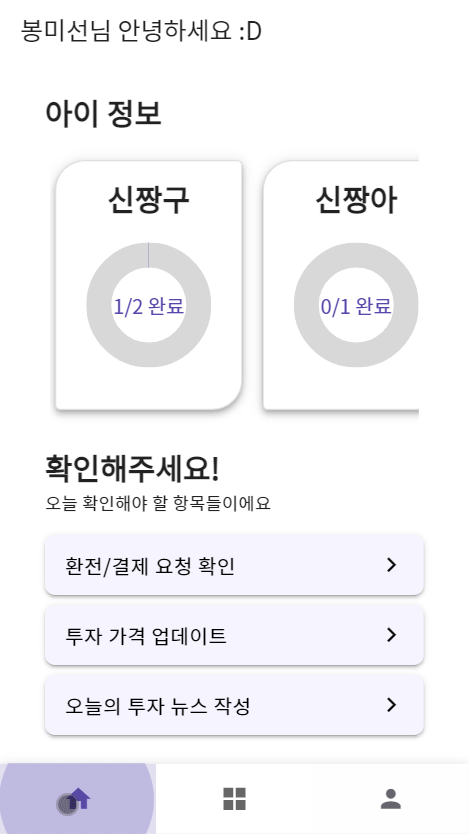 봉미선님 안녕하세요 :D
아이 정보
신짱구
신짱아
1/2 완료
0/1 완료
확인해주세요!
오늘 확인해야 할 항목들이에요
환전/결제 요청 확인
투자 가격 업데이트
오늘의 투자 뉴스 작성